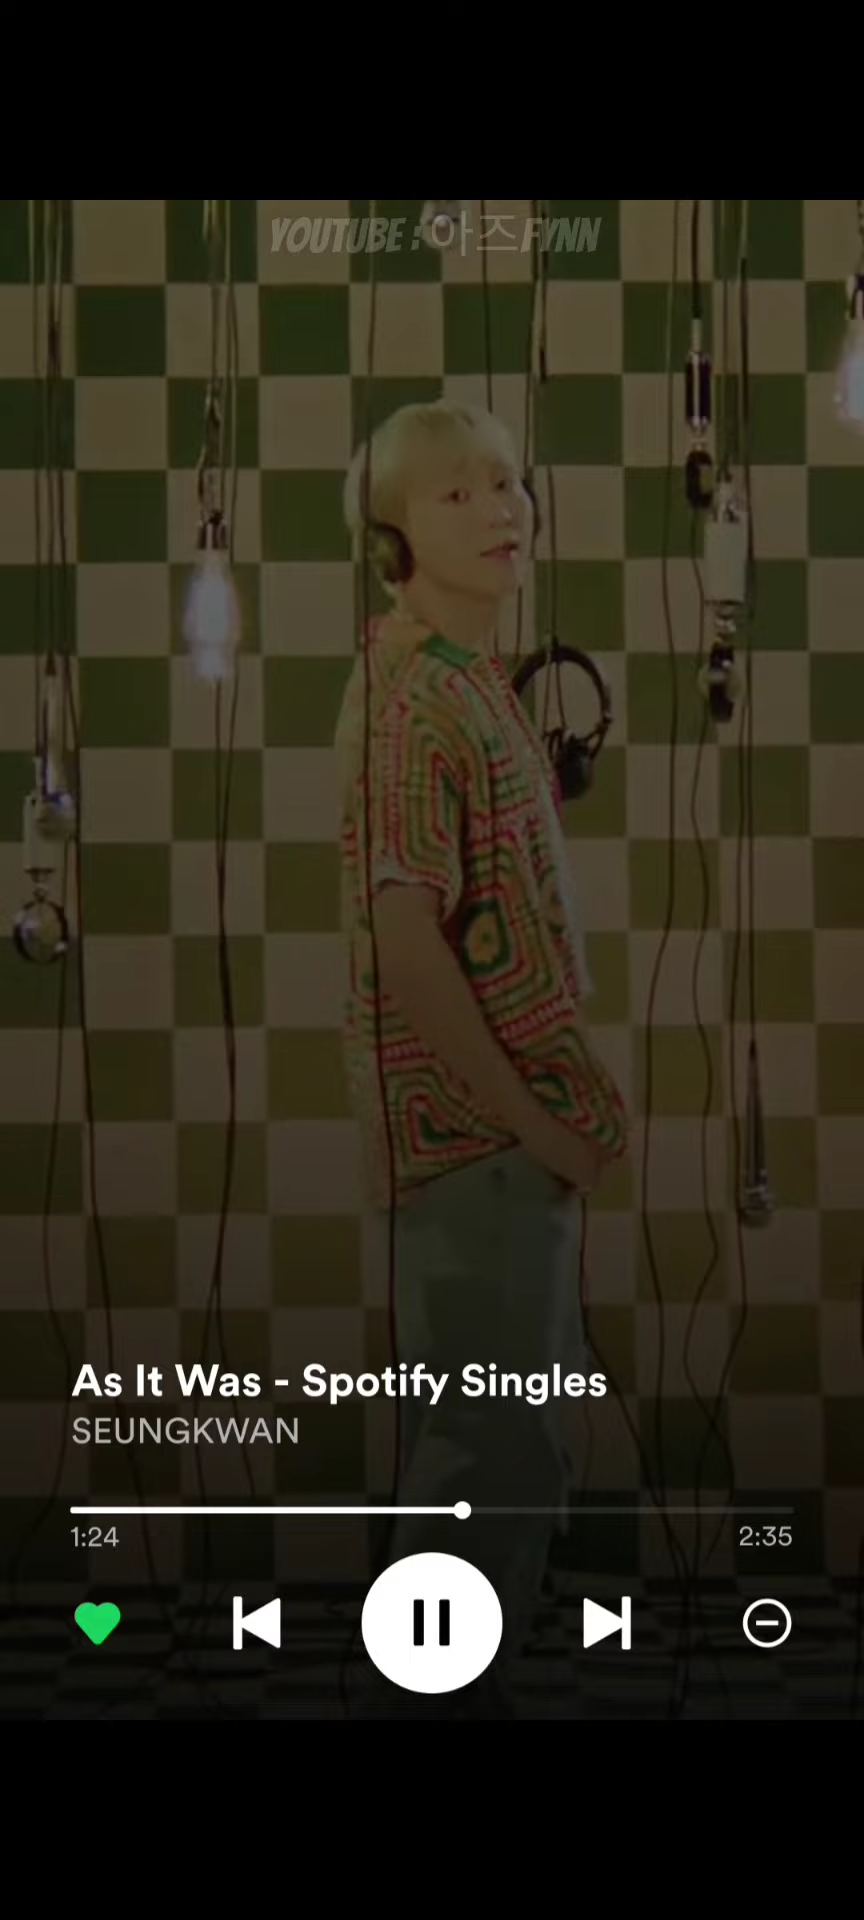 YOUTUBE : 아즈FYNN
As It Was - Spotify Singles
SEUNGKWAN
1:24
2:35